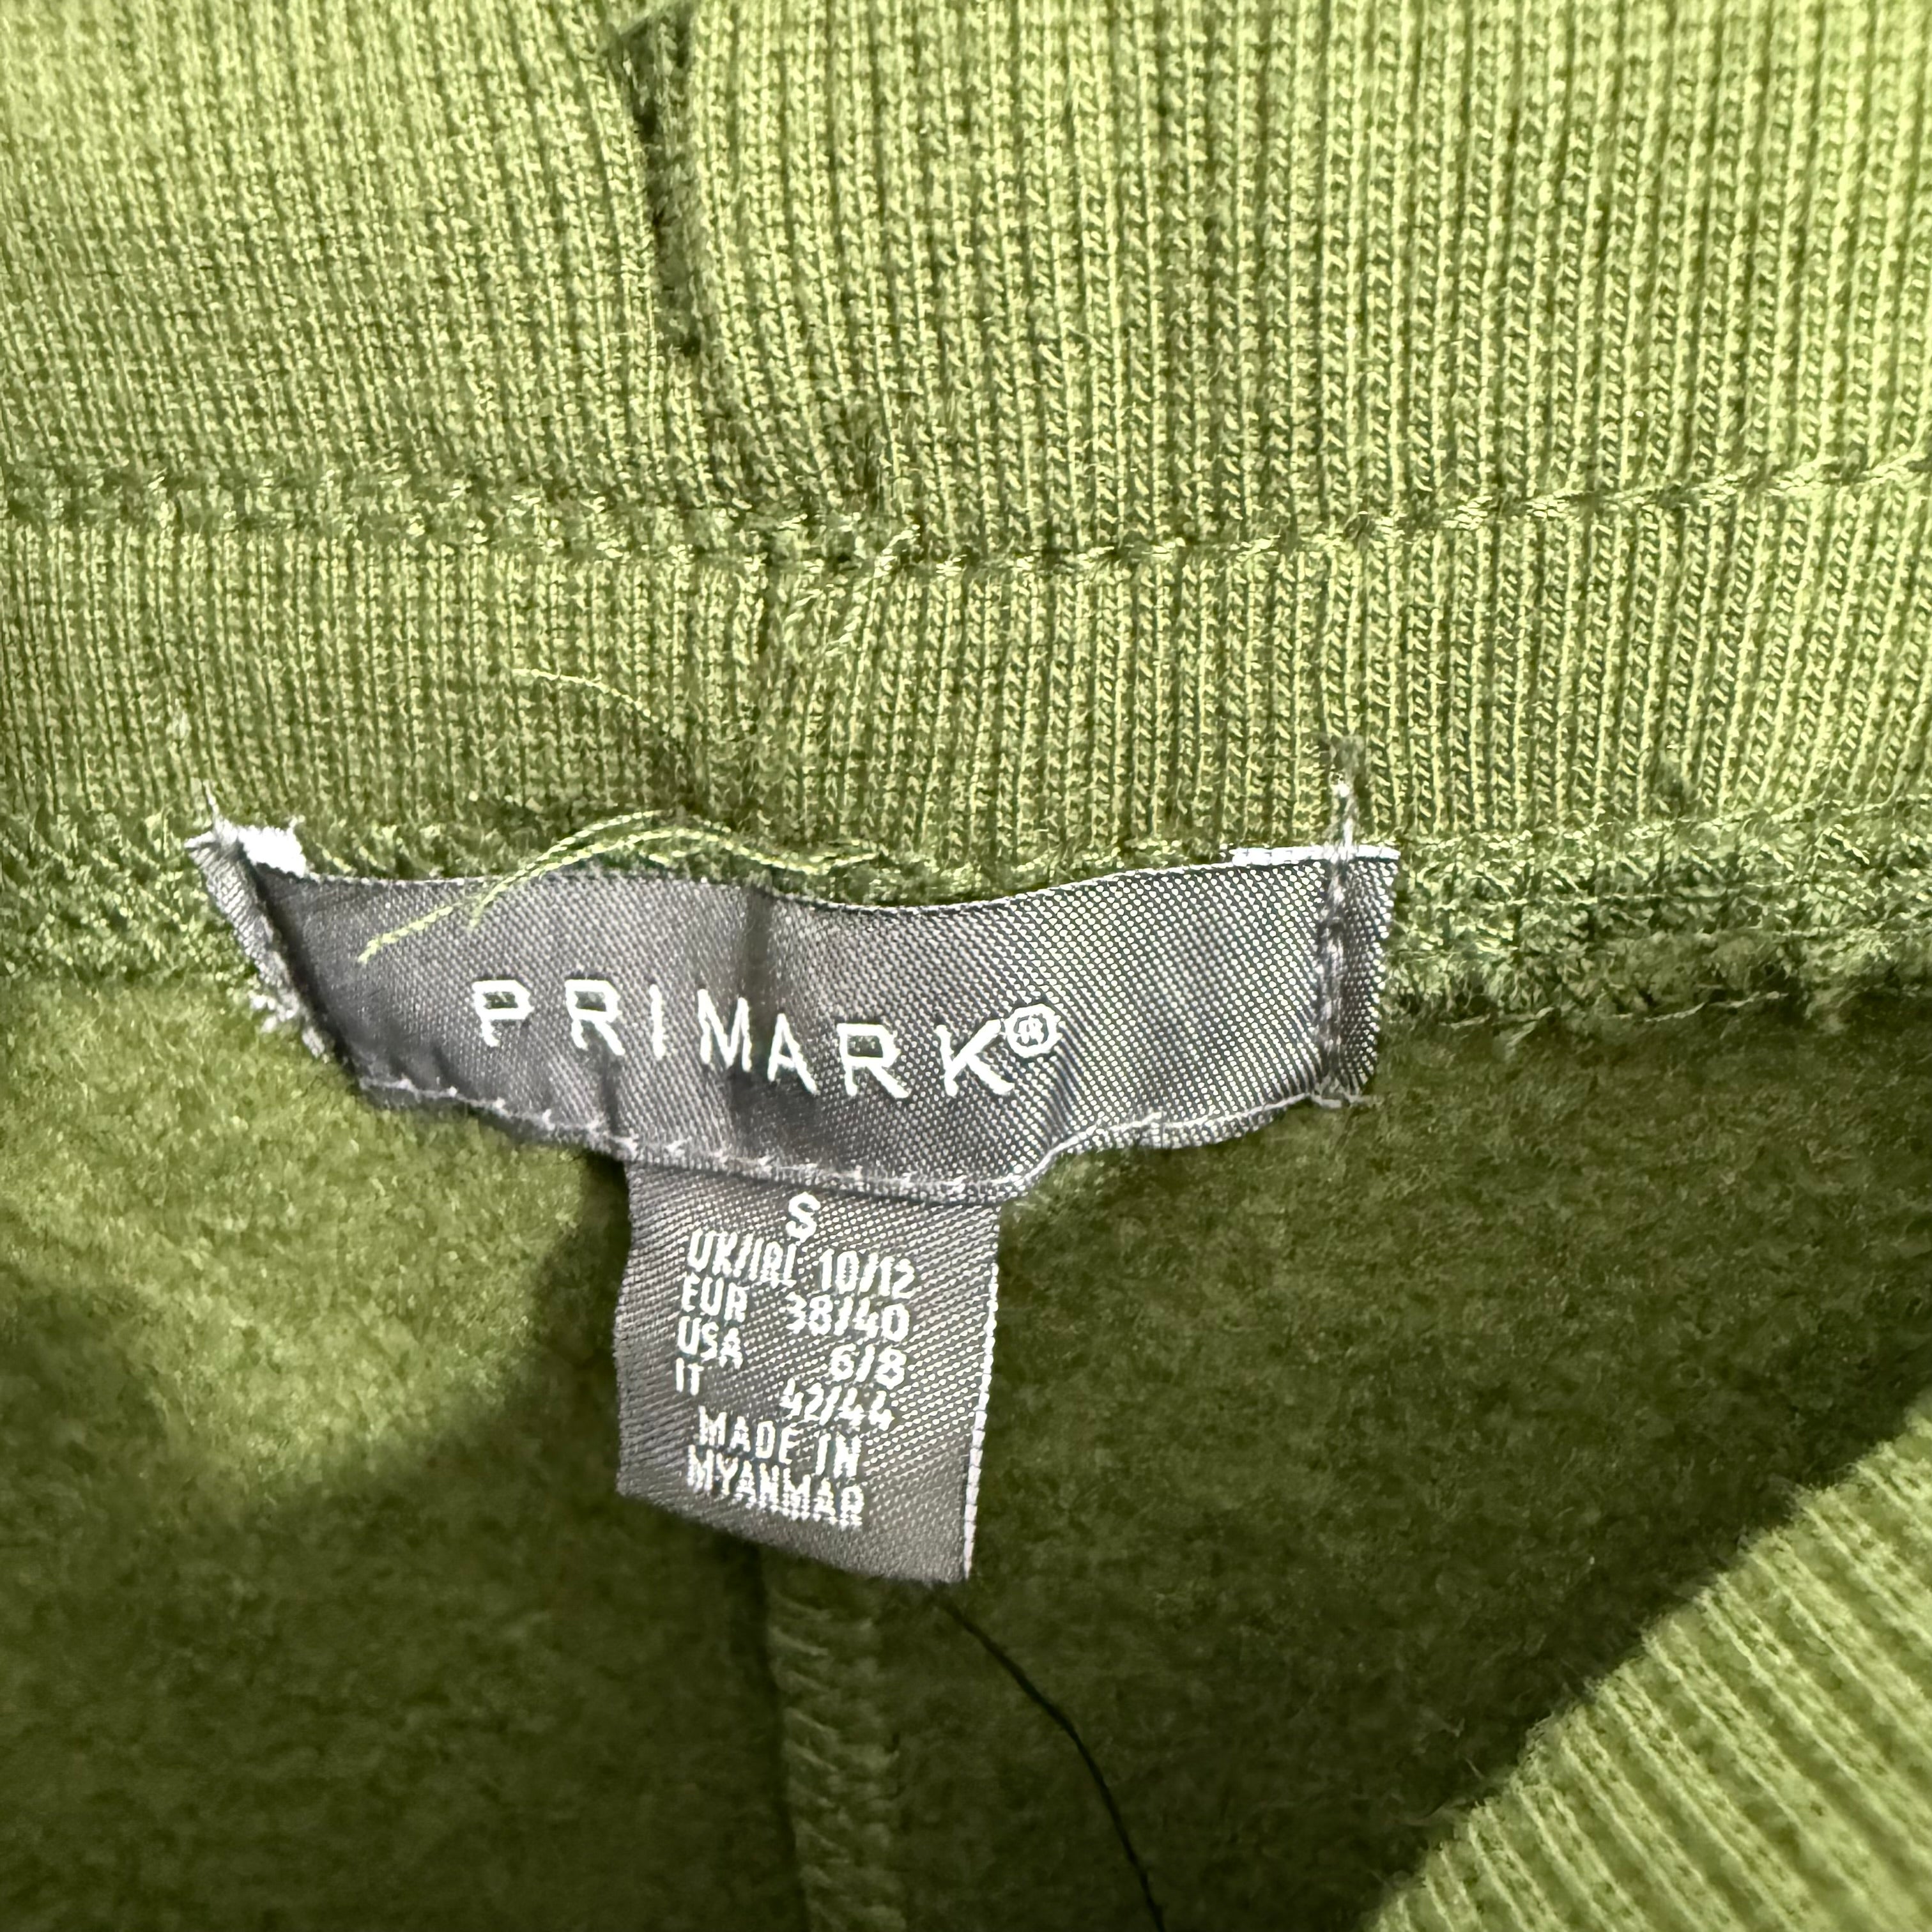 PRIMARK®
S
UK/IRL 10/12
EUR 38/40
USA 6/8
IT 42/44
MADE IN
MYANMAR